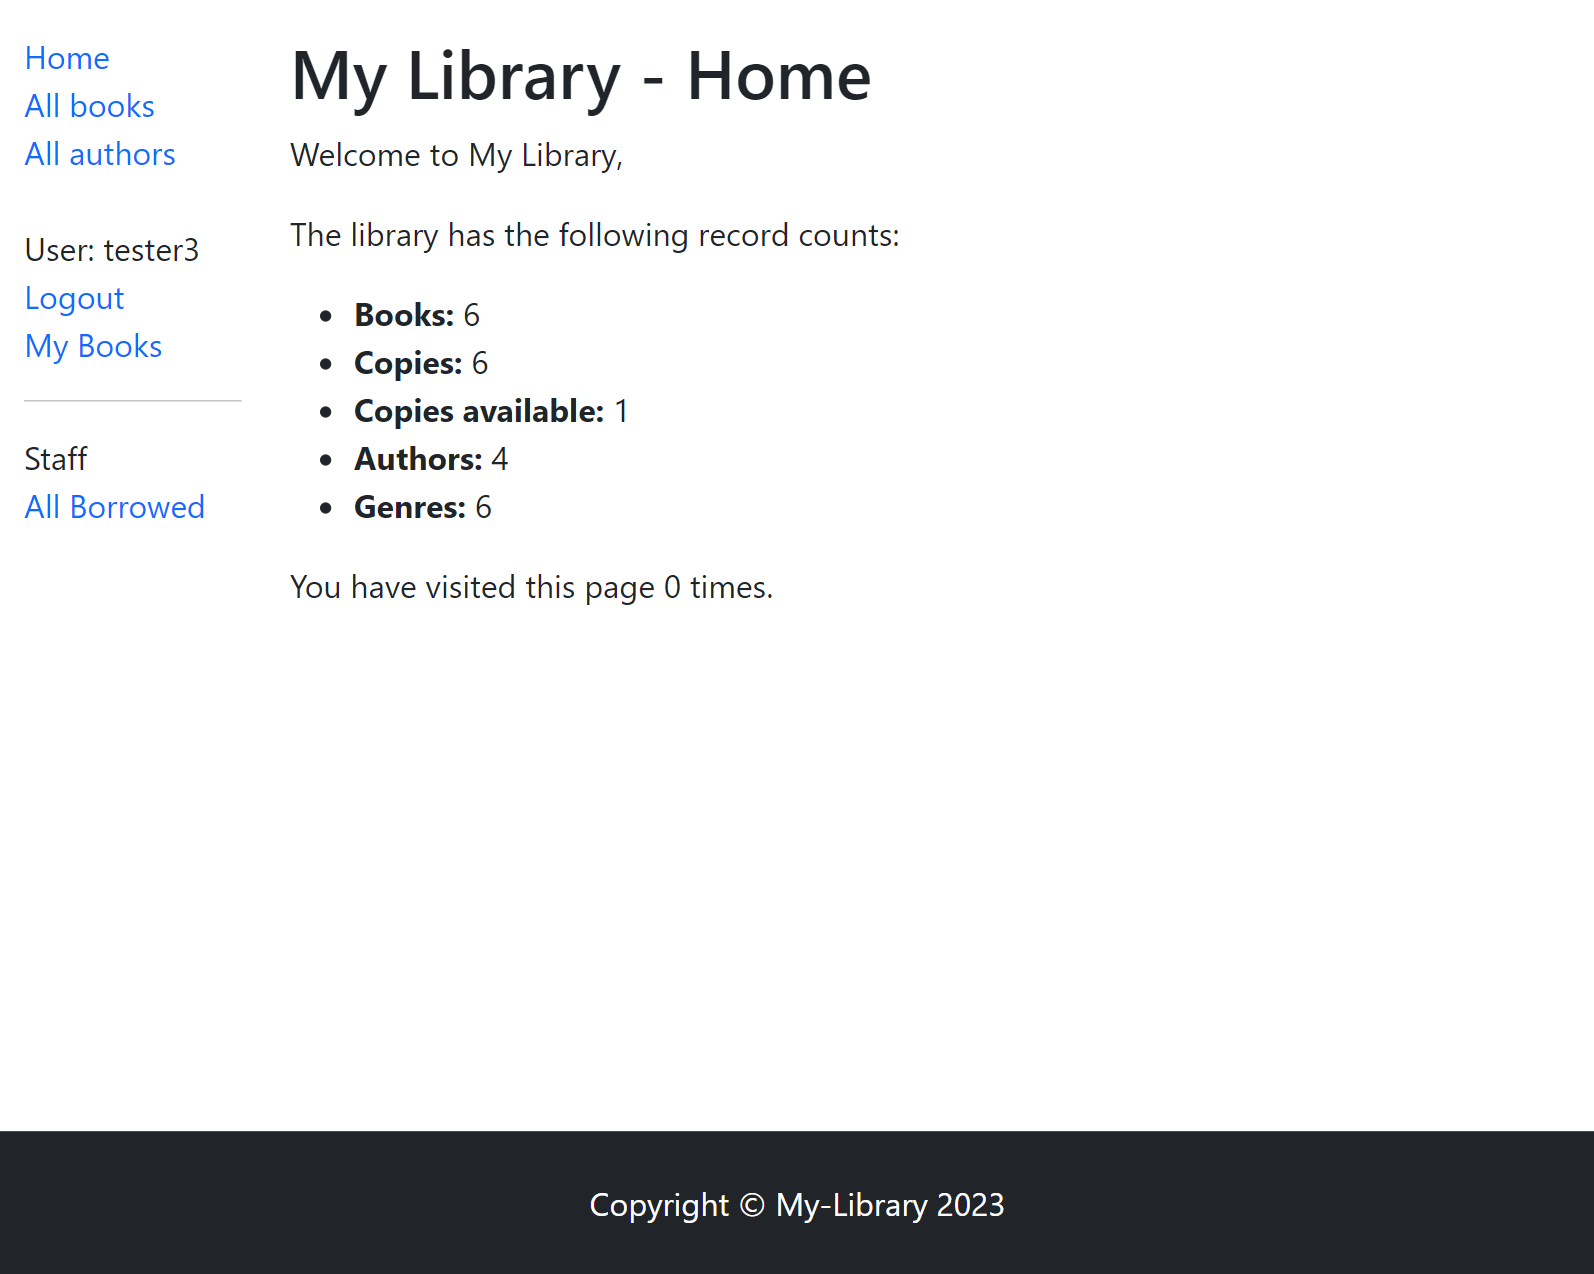 Home
All books
All authors
User: tester3
Logout
My Books
Staff
All Borrowed
My Library - Home
Welcome to My Library,
The library has the following record counts:
Books: 6
Copies: 6
Copies available: 1
Authors: 4
Genres: 6
You have visited this page 0 times.
Copyright © My-Library 2023